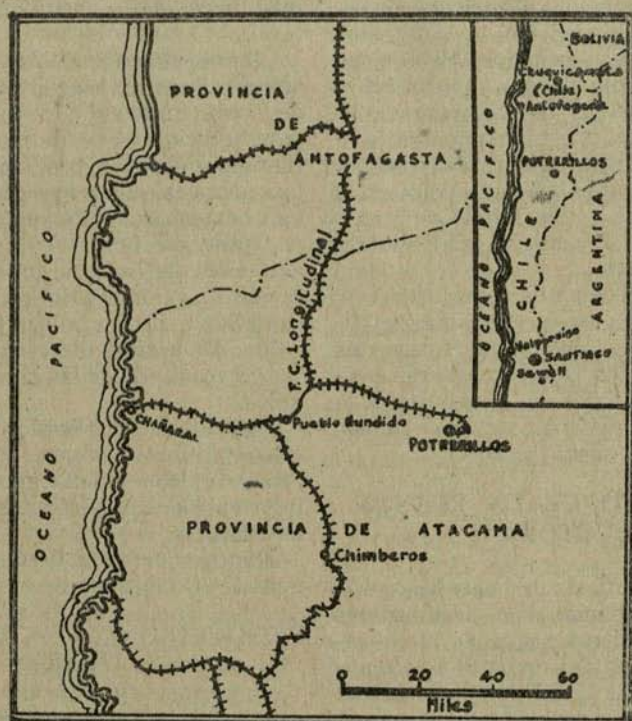 PROVINCIA
DE
ANTOFAGASTA
OCEANO PACIFICO
F.C. Longitudinal
CHAÑARAL
Pueblo Hundido
POTRERILLOS
PROVINCIA DE ATACAMA
Chimberos
0 20 40 60
Miles
BOLIVIA
Chuquicamata
(Chile)
Antofagasta
POTRERILLOS
OCEANO PACIFICO
CHILE
ARGENTINA
Valparaiso
SANTIAGO
Sewell